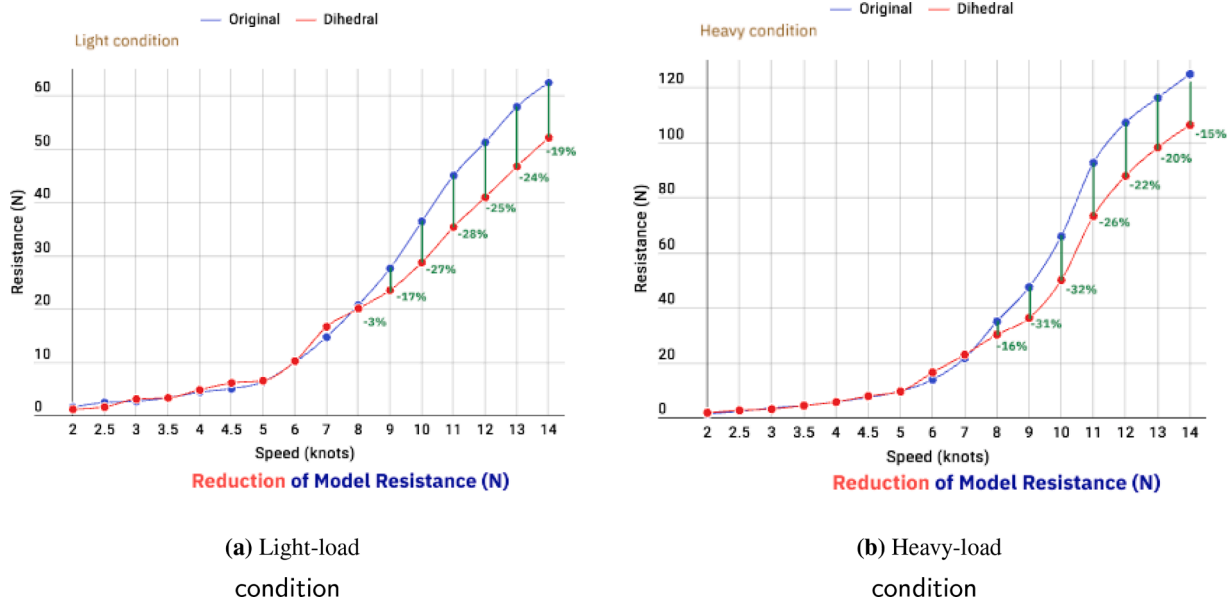 Original Dihedral
Light condition
60
50
40
30
20
10
0
Resistance (N)
-3%
-17%
-27%
-28%
-25%
-24%
-19%
2 2.5 3 3.5 4 4.5 5 6 7 8 9 10 11 12 13 14
Speed (knots)
Reduction of Model Resistance (N)
(a) Light-load
condition
Original Dihedral
Heavy condition
120
100
80
60
40
20
0
Resistance (N)
-16%
-31%
-32%
-26%
-22%
-20%
-15%
2 2.5 3 3.5 4 4.5 5 6 7 8 9 10 11 12 13 14
Speed (knots)
Reduction of Model Resistance (N)
(b) Heavy-load
condition